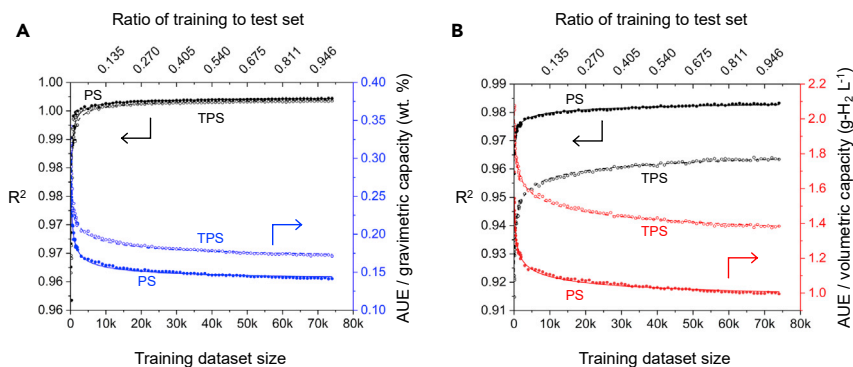 Ratio of training to test set
A
0.135 0.270 0.405 0.540 0.675 0.811 0.946
1.00
1.00
0.99
0.99
0.98
0.98
0.97
0.97
0.96
0.96
R²
PS
TPS
TPS
PS
0.40
0.35
0.30
0.25
0.20
0.15
0.10
AUE / gravimetric capacity (wt. %)
0 10k 20k 30k 40k 50k 60k 70k 80k
Training dataset size
Ratio of training to test set
B
0.135 0.270 0.405 0.540 0.675 0.811 0.946
0.99
0.98
0.96
0.95
0.94
0.93
0.91
R²
PS
TPS
TPS
PS
2.2
2.0
1.8
1.6
1.4
1.2
1.0
AUE / volumetric capacity (g-H₂ L⁻¹)
0 10k 20k 30k 40k 50k 60k 70k 80k
Training dataset size